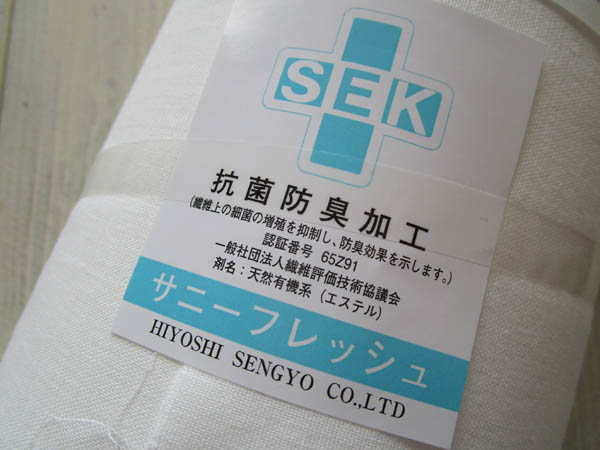 SEK
抗菌防臭加工
(繊維上の細菌の増殖を抑制し、防臭効果を示します。)
認証番号 65Z91
一般社団法人繊維評価技術協議会
剤名：天然有機系（エステル）
サニーフレッシュ
HIYOSHI SENGYO CO.,LTD